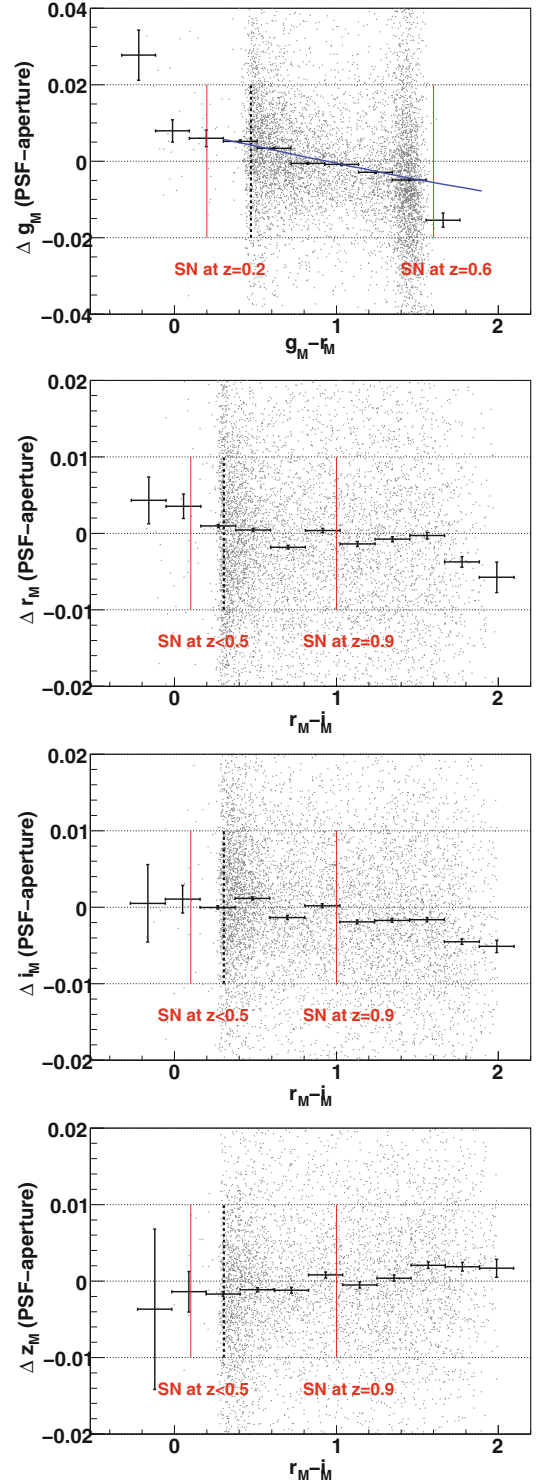 0.04
0.02
0
−0.02
−0.04
Δ g_M (PSF−aperture)
SN at z=0.2
SN at z=0.6
0 1 2
g_M−r_M
0.02
0.01
0
−0.01
−0.02
Δ r_M (PSF−aperture)
SN at z<0.5
SN at z=0.9
0 1 2
r_M−i_M
0.02
0.01
0
−0.01
−0.02
Δ i_M (PSF−aperture)
SN at z<0.5
SN at z=0.9
0 1 2
r_M−i_M
0.02
0.01
0
−0.01
−0.02
Δ z_M (PSF−aperture)
SN at z<0.5
SN at z=0.9
0 1 2
r_M−i_M